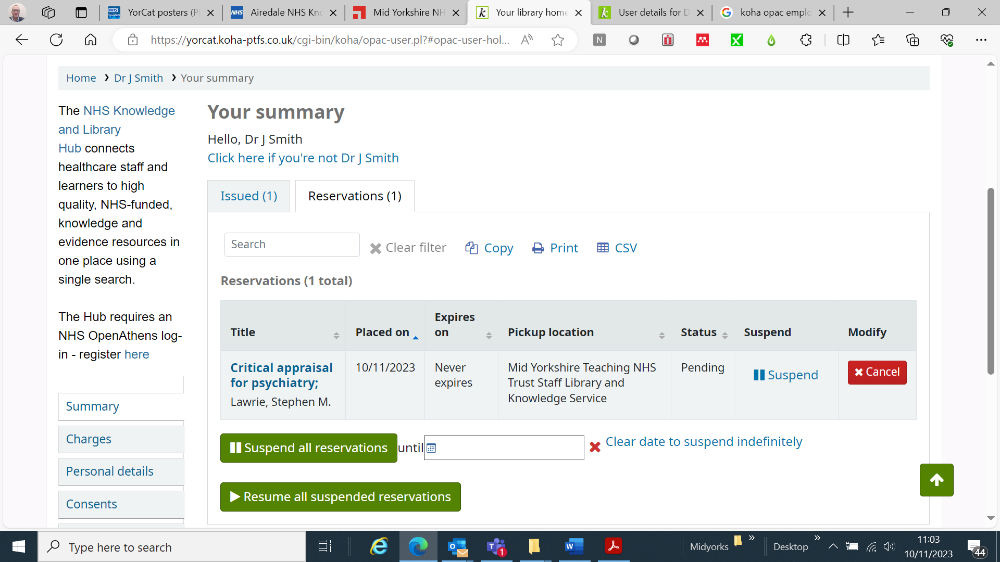 YorCat posters (P
Airedale NHS Kno
Mid Yorkshire NH
Your library home
User details for D
koha opac emplo
https://yorcat.koha-ptfs.co.uk/cgi-bin/koha/opac-user.pl?#opac-user-hol...
Home > Dr J Smith > Your summary
The NHS Knowledge
and Library
Hub connects
healthcare staff and
learners to high
quality, NHS-funded,
knowledge and
evidence resources in
one place using a
single search.
The Hub requires an
NHS OpenAthens log-
in - register here
Summary
Charges
Personal details
Consents
Your summary
Hello, Dr J Smith
Click here if you're not Dr J Smith
Issued (1)
Reservations (1)
Search
Clear filter
Copy
Print
CSV
Reservations (1 total)
Title
Placed on
Expires
on
Pickup location
Status
Suspend
Modify
Critical appraisal
for psychiatry;
Lawrie, Stephen M.
10/11/2023
Never
expires
Mid Yorkshire Teaching NHS
Trust Staff Library and
Knowledge Service
Pending
Suspend
Cancel
Suspend all reservations
until
Clear date to suspend indefinitely
Resume all suspended reservations
Type here to search
Midyorks
Desktop
11:03
10/11/2023
44